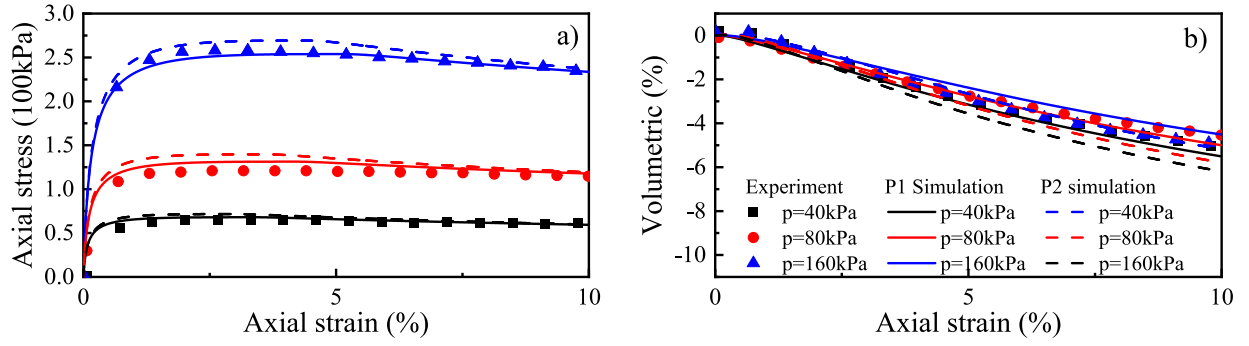 a)
3.0
2.5
2.0
1.5
1.0
0.5
0.0
Axial stress (100kPa)
0
5
10
Axial strain (%)
b)
0
-2
-4
-6
-8
-10
Volumetric (%)
Experiment P1 Simulation P2 simulation
p=40kPa p=40kPa p=40kPa
p=80kPa p=80kPa p=80kPa
p=160kPa p=160kPa p=160kPa
0
5
10
Axial strain (%)